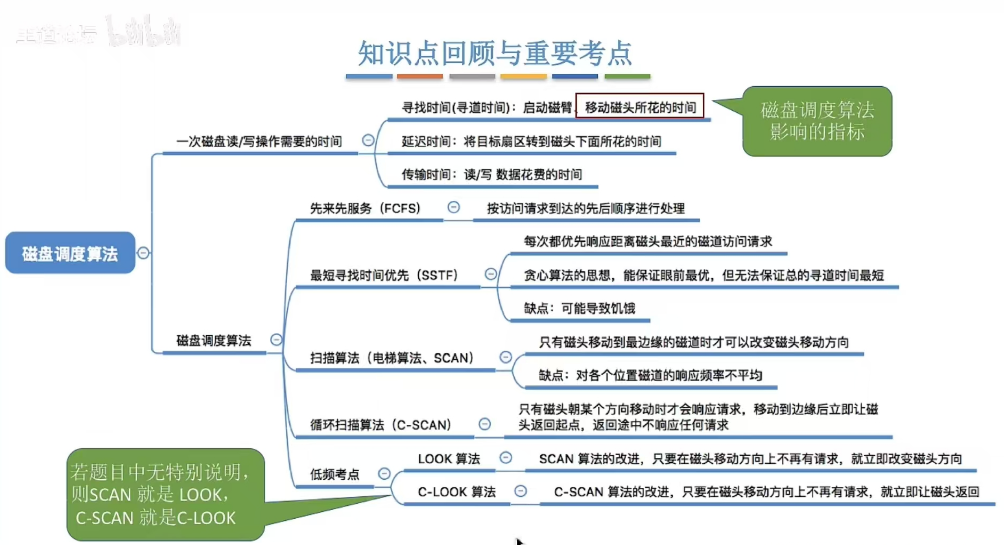 bilibili
知识点回顾与重要考点
寻找时间(寻道时间)：启动磁臂、移动磁头所花的时间
磁盘调度算法
影响的指标
一次磁盘读/写操作需要的时间
延迟时间：将目标扇区转到磁头下面所花的时间
传输时间：读/写 数据花费的时间
先来先服务（FCFS）
按访问请求到达的先后顺序进行处理
磁盘调度算法
每次都优先响应距离磁头最近的磁道访问请求
最短寻找时间优先（SSTF）
贪心算法的思想，能保证眼前最优，但无法保证总的寻道时间最短
缺点：可能导致饥饿
磁盘调度算法
只有磁头移动到最边缘的磁道时才可以改变磁头移动方向
扫描算法（电梯算法、SCAN）
缺点：对各个位置磁道的响应频率不平均
循环扫描算法（C-SCAN）
只有磁头朝某个方向移动时才会响应请求，移动到边缘后立即让磁
头返回起点，返回途中不响应任何请求
低频考点
LOOK 算法
SCAN 算法的改进，只要在磁头移动方向上不再有请求，就立即改变磁头方向
C-LOOK 算法
C-SCAN 算法的改进，只要在磁头移动方向上不再有请求，就立即让磁头返回
若题目中无特别说明，
则SCAN 就是 LOOK，
C-SCAN 就是C-LOOK